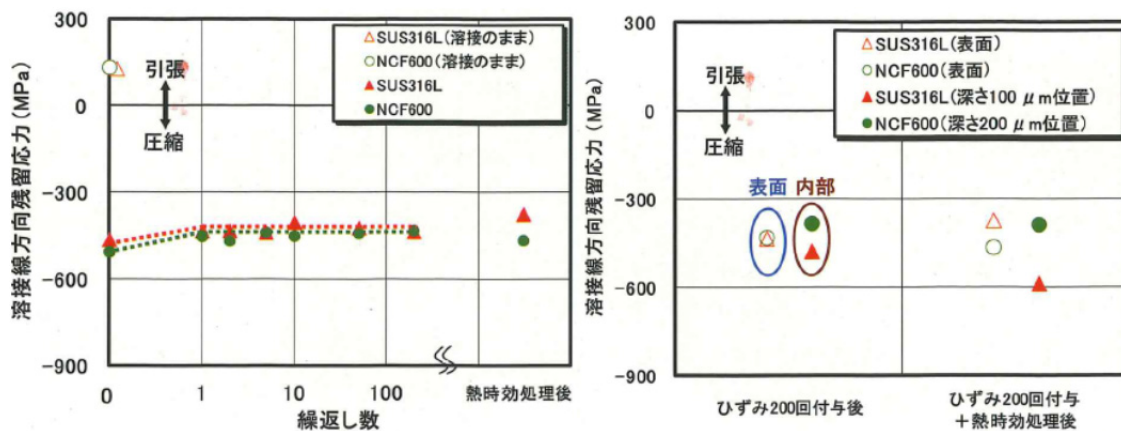 300
0
-300
-600
-900
溶接線方向残留応力(MPa)
引張
圧縮
△SUS316L(溶接のまま)
○NCF600(溶接のまま)
▲SUS316L
●NCF600
0
1
10
100
熱時効処理後
繰返し数
300
0
-300
-600
-900
溶接線方向残留応力(MPa)
引張
圧縮
△SUS316L(表面)
○NCF600(表面)
▲SUS316L(深さ100 μm位置)
●NCF600(深さ200 μm位置)
表面
内部
ひずみ200回付与後
ひずみ200回付与
+熱時効処理後